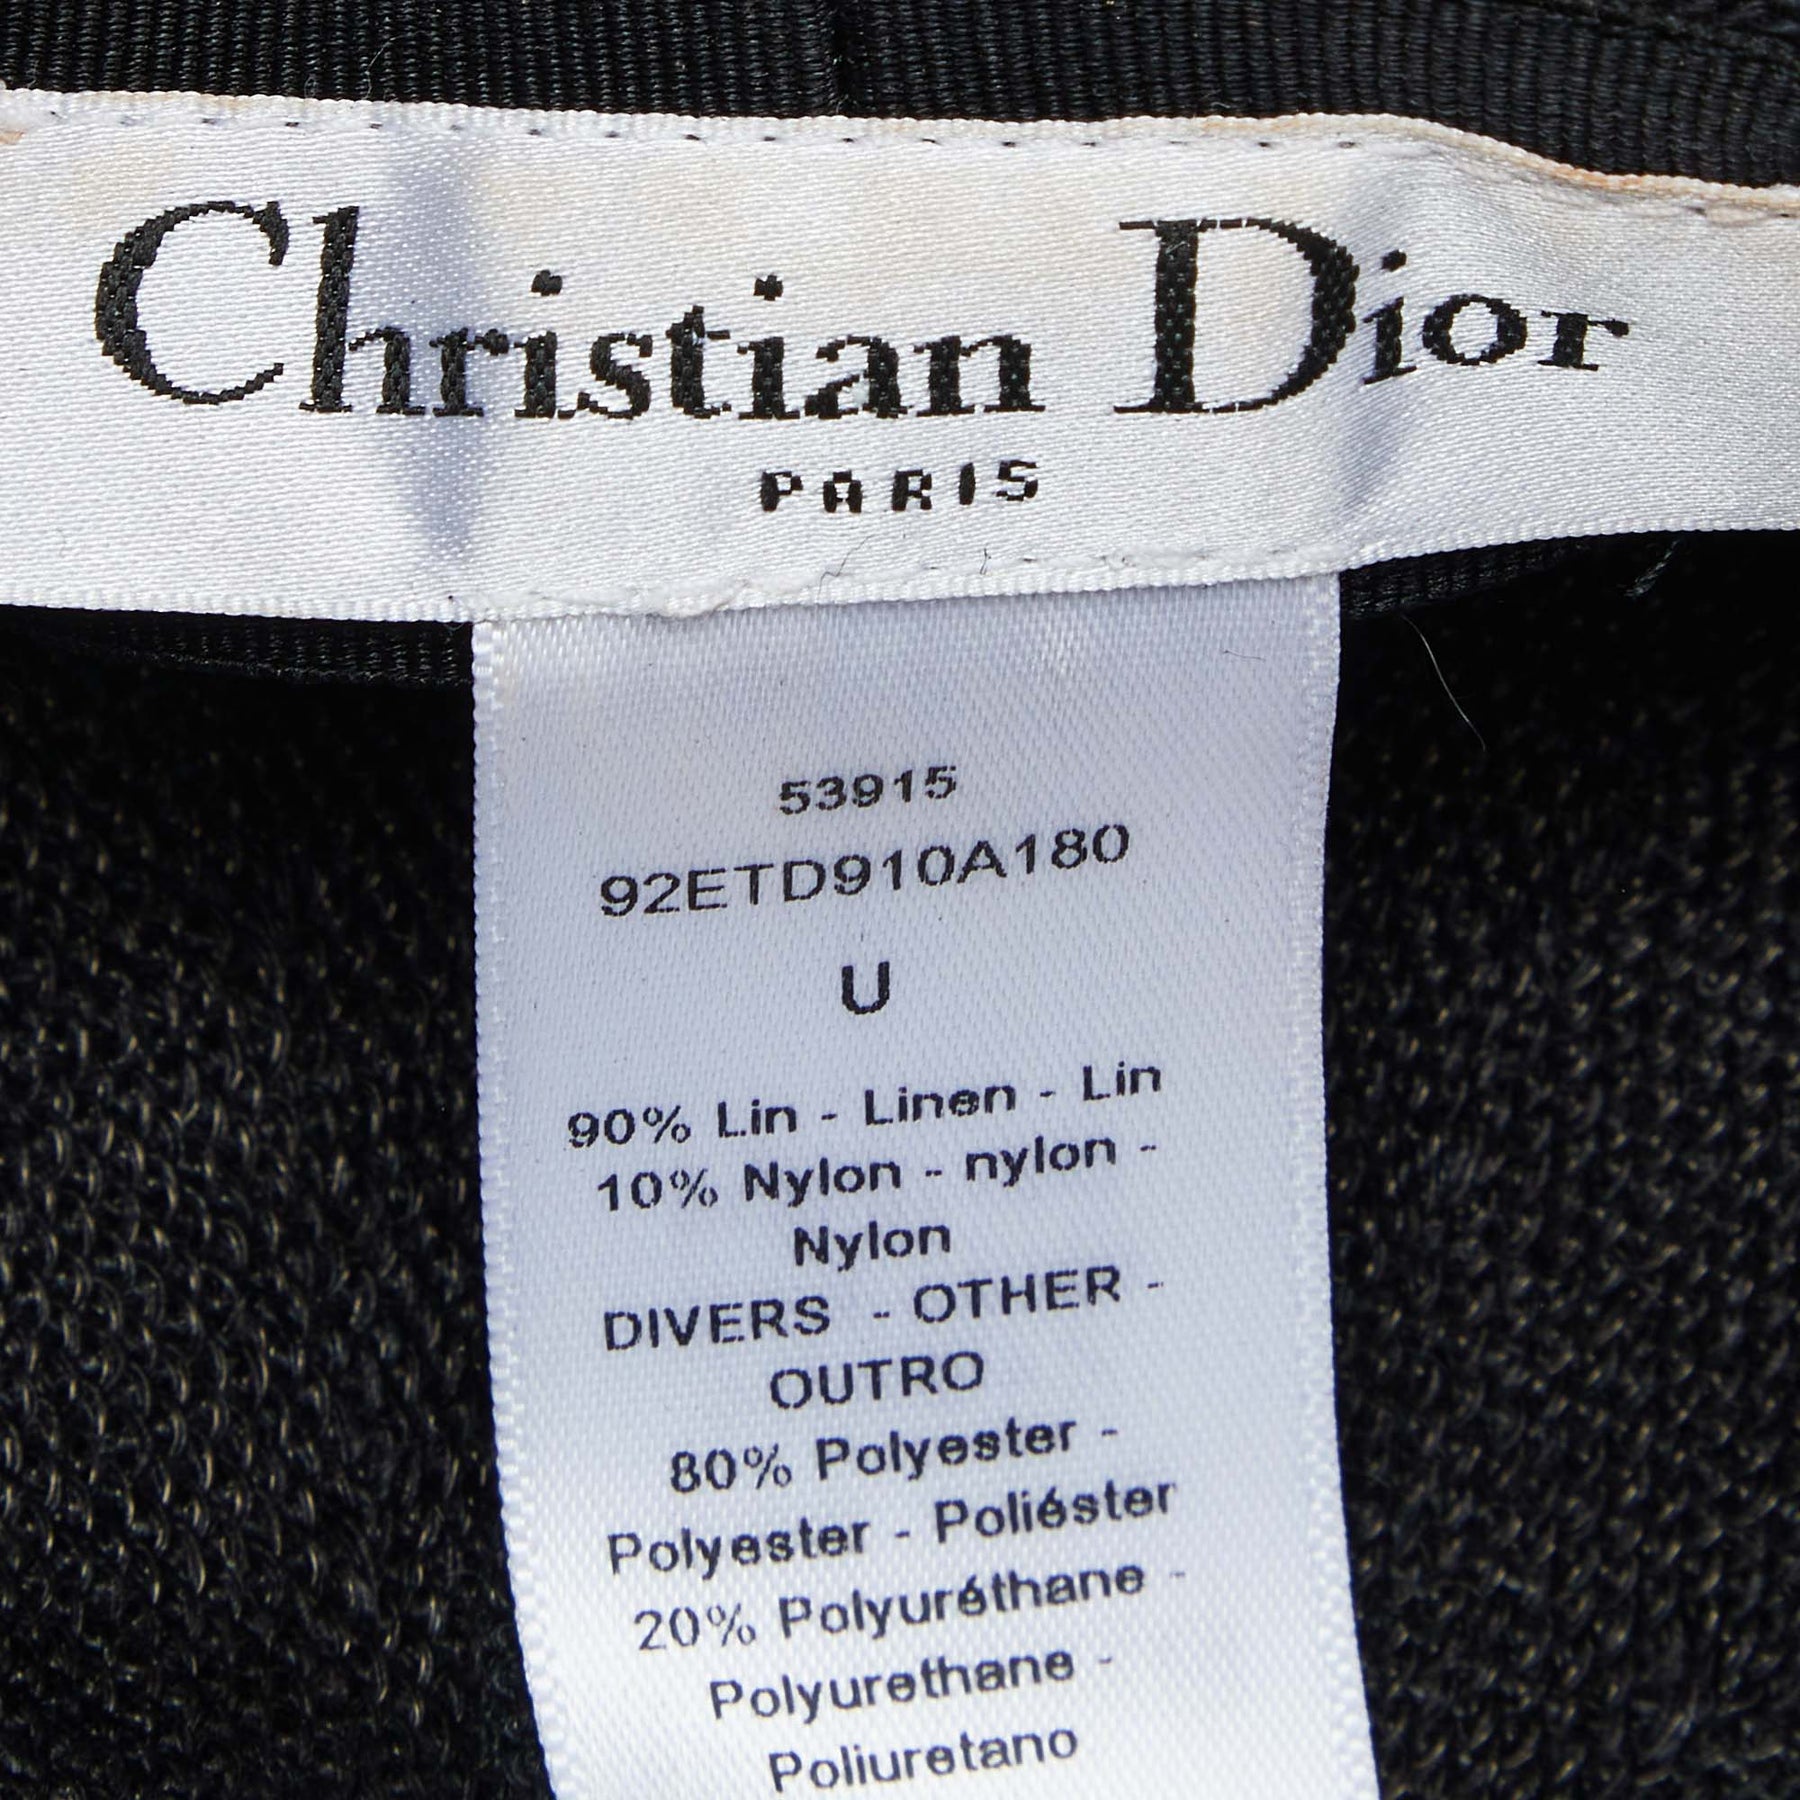 Christian Dior
PARIS
53915
92ETD910A180
U
90% Lin - Linen - Lin
10% Nylon - nylon -
Nylon
DIVERS - OTHER -
OUTRO
80% Polyester -
Polyester - Poliéster
20% Polyuréthane -
Polyurethane -
Poliuretano